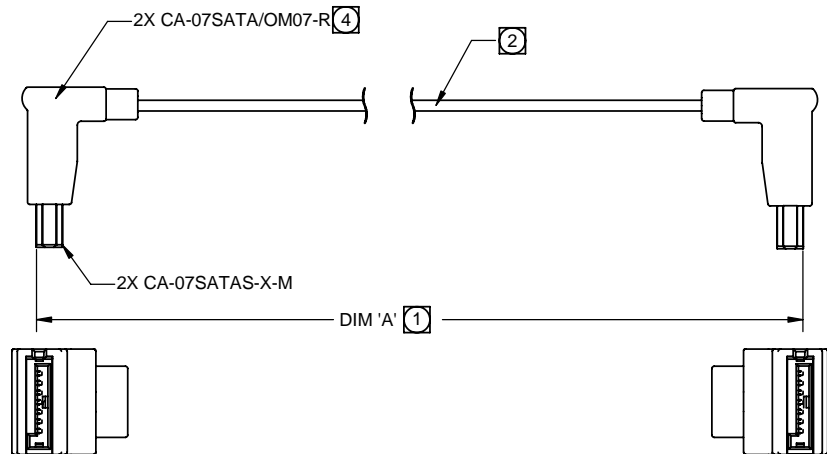 2X CA-07SATA/OM07-R 4
2
2X CA-07SATAS-X-M
DIM 'A' 1